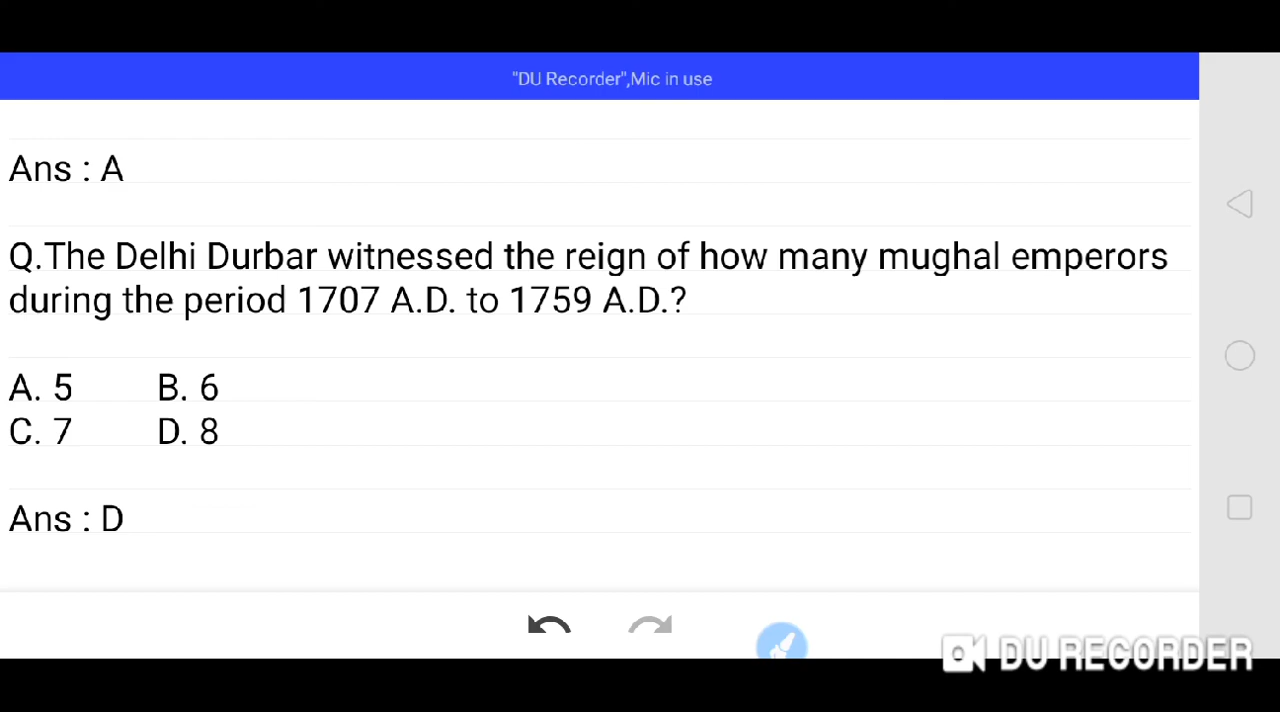 "DU Recorder",Mic in use
Ans : A
Q.The Delhi Durbar witnessed the reign of how many mughal emperors
during the period 1707 A.D. to 1759 A.D.?
A. 5 B. 6
C. 7 D. 8
Ans : D
DU RECORDER